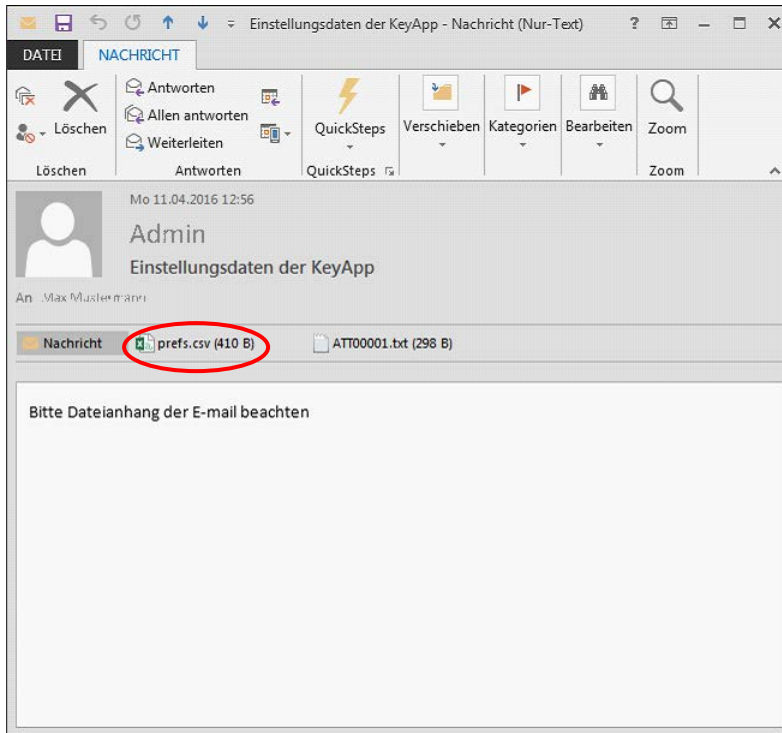 Einstellungsdaten der KeyApp - Nachricht (Nur-Text) ?
DATEI NACHRICHT
Löschen
Antworten
Allen antworten
Weiterleiten
QuickSteps
Verschieben
Kategorien
Bearbeiten
Zoom
Löschen Antworten QuickSteps Zoom
Mo 11.04.2016 12:56
Admin
Einstellungsdaten der KeyApp
An Max Mustermann
Nachricht prefs.csv (410 B) ATT00001.txt (298 B)
Bitte Dateianhang der E-mail beachten